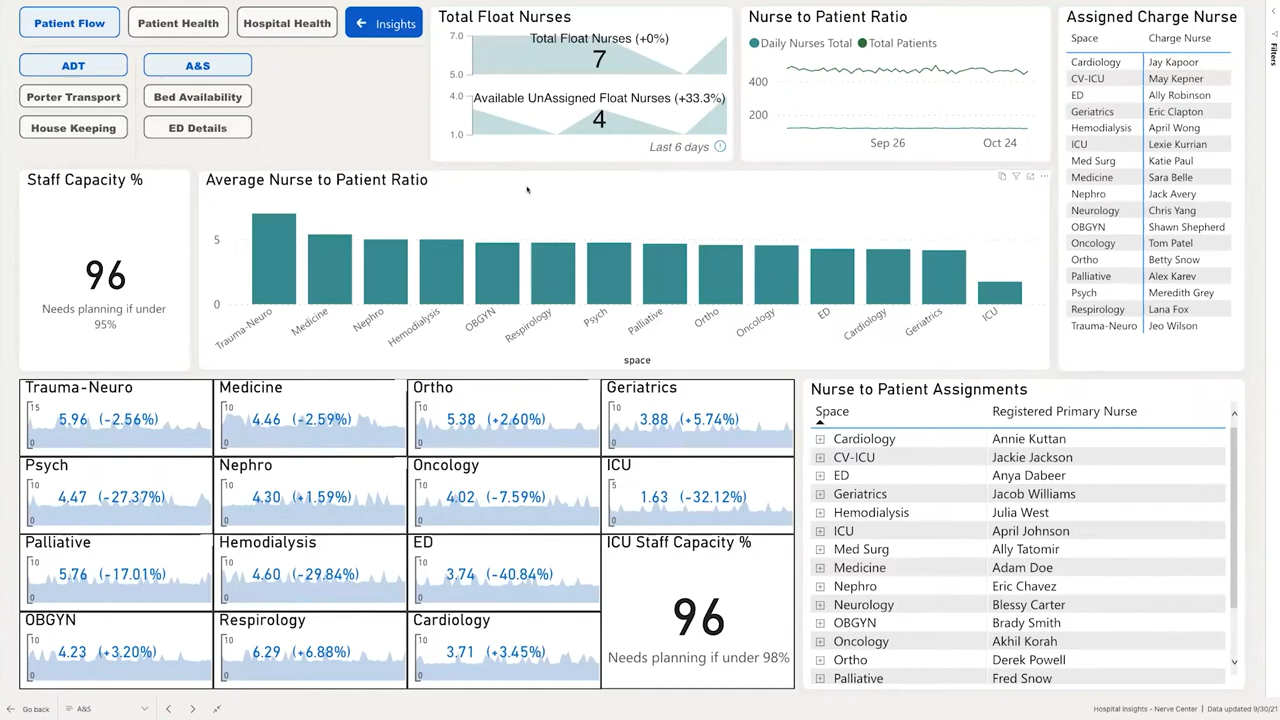 Patient Flow
Patient Health
Hospital Health
Insights
ADT
A&S
Porter Transport
Bed Availability
House Keeping
ED Details
Total Float Nurses
7.0
Total Float Nurses (+0%)
7
5.0
4.0
Available UnAssigned Float Nurses (+33.3%)
4
1.0
Last 6 days
Nurse to Patient Ratio
Daily Nurses Total Total Patients
400
200
Sep 26 Oct 24
Assigned Charge Nurse
Space Charge Nurse
Cardiology Jay Kapoor
CV-ICU May Kepner
ED Ally Robinson
Geriatrics Eric Clapton
Hemodialysis April Wong
ICU Lexie Kurrian
Med Surg Katie Paul
Medicine Sara Belle
Nephro Jack Avery
Neurology Chris Yang
OBGYN Shawn Shepherd
Oncology Tom Patel
Ortho Betty Snow
Palliative Alex Karev
Psych Meredith Grey
Respirology Lana Fox
Trauma-Neuro Jeo Wilson
Filters
Staff Capacity %
96
Needs planning if under
95%
Average Nurse to Patient Ratio
5
0
Trauma-Neuro Medicine Nephro Hemodialysis OBGYN Respirology Psych Palliative Ortho Oncology ED Cardiology Geriatrics ICU
space
Trauma-Neuro
15
5.96 (-2.56%)
0
Medicine
10
4.46 (-2.59%)
0
Ortho
10
5.38 (+2.60%)
0
Geriatrics
10
3.88 (+5.74%)
0
Psych
10
4.47 (-27.37%)
0
Nephro
10
4.30 (+1.59%)
0
Oncology
10
4.02 (-7.59%)
0
ICU
5
1.63 (-32.12%)
0
Palliative
10
5.76 (-17.01%)
0
Hemodialysis
10
4.60 (-29.84%)
0
ED
10
3.74 (-40.84%)
0
ICU Staff Capacity %
96
Needs planning if under 98%
OBGYN
10
4.23 (+3.20%)
0
Respirology
10
6.29 (+6.88%)
0
Cardiology
10
3.71 (+3.45%)
0
Nurse to Patient Assignments
Space Registered Primary Nurse
Cardiology Annie Kuttan
CV-ICU Jackie Jackson
ED Anya Dabeer
Geriatrics Jacob Williams
Hemodialysis Julia West
ICU April Johnson
Med Surg Ally Tatomir
Medicine Adam Doe
Nephro Eric Chavez
Neurology Blessy Carter
OBGYN Brady Smith
Oncology Akhil Korah
Ortho Derek Powell
Palliative Fred Snow
Go back
A&S
Hospital Insights - Nerve Center | Data updated 9/30/21